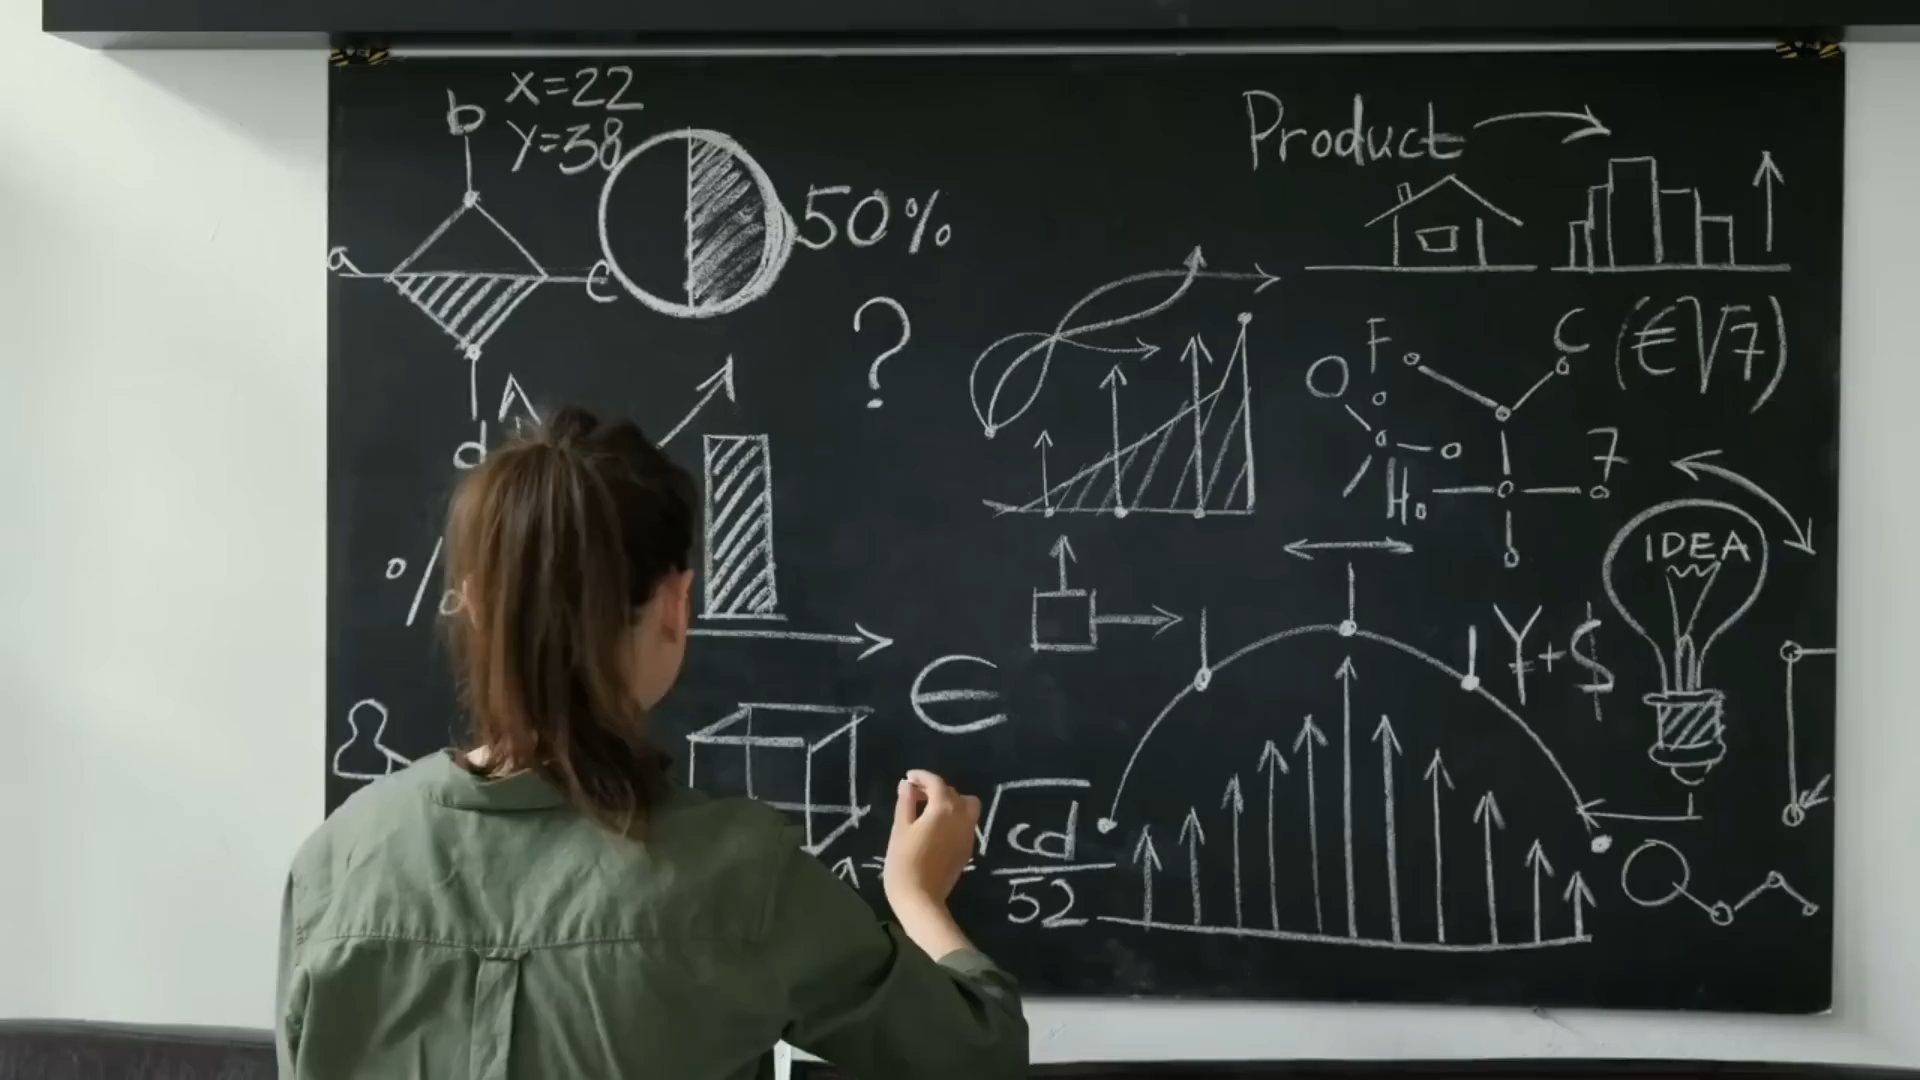 b
X=22
Y=38
50%
a
c
d
?
Product
F
C
(€√7)
O
o
a
o
H
7
IDEA
%
¥+$
€
a
=
√cd
52